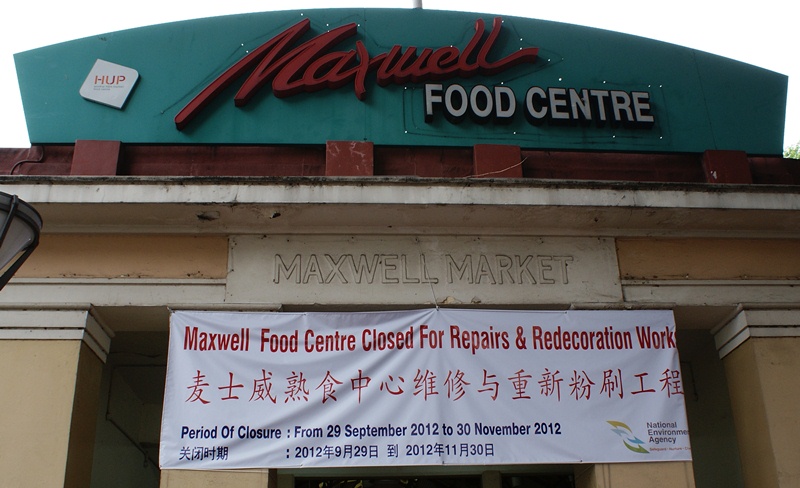 HUP
Maxwell
FOOD CENTRE
MAXWELL MARKET
Maxwell Food Centre Closed For Repairs & Redecoration Work
麦士威熟食中心维修与重新粉刷工程
Period Of Closure : From 29 September 2012 to 30 November 2012
关闭时期 : 2012年9月29日 到 2012年11月30日
National
Environment
Agency